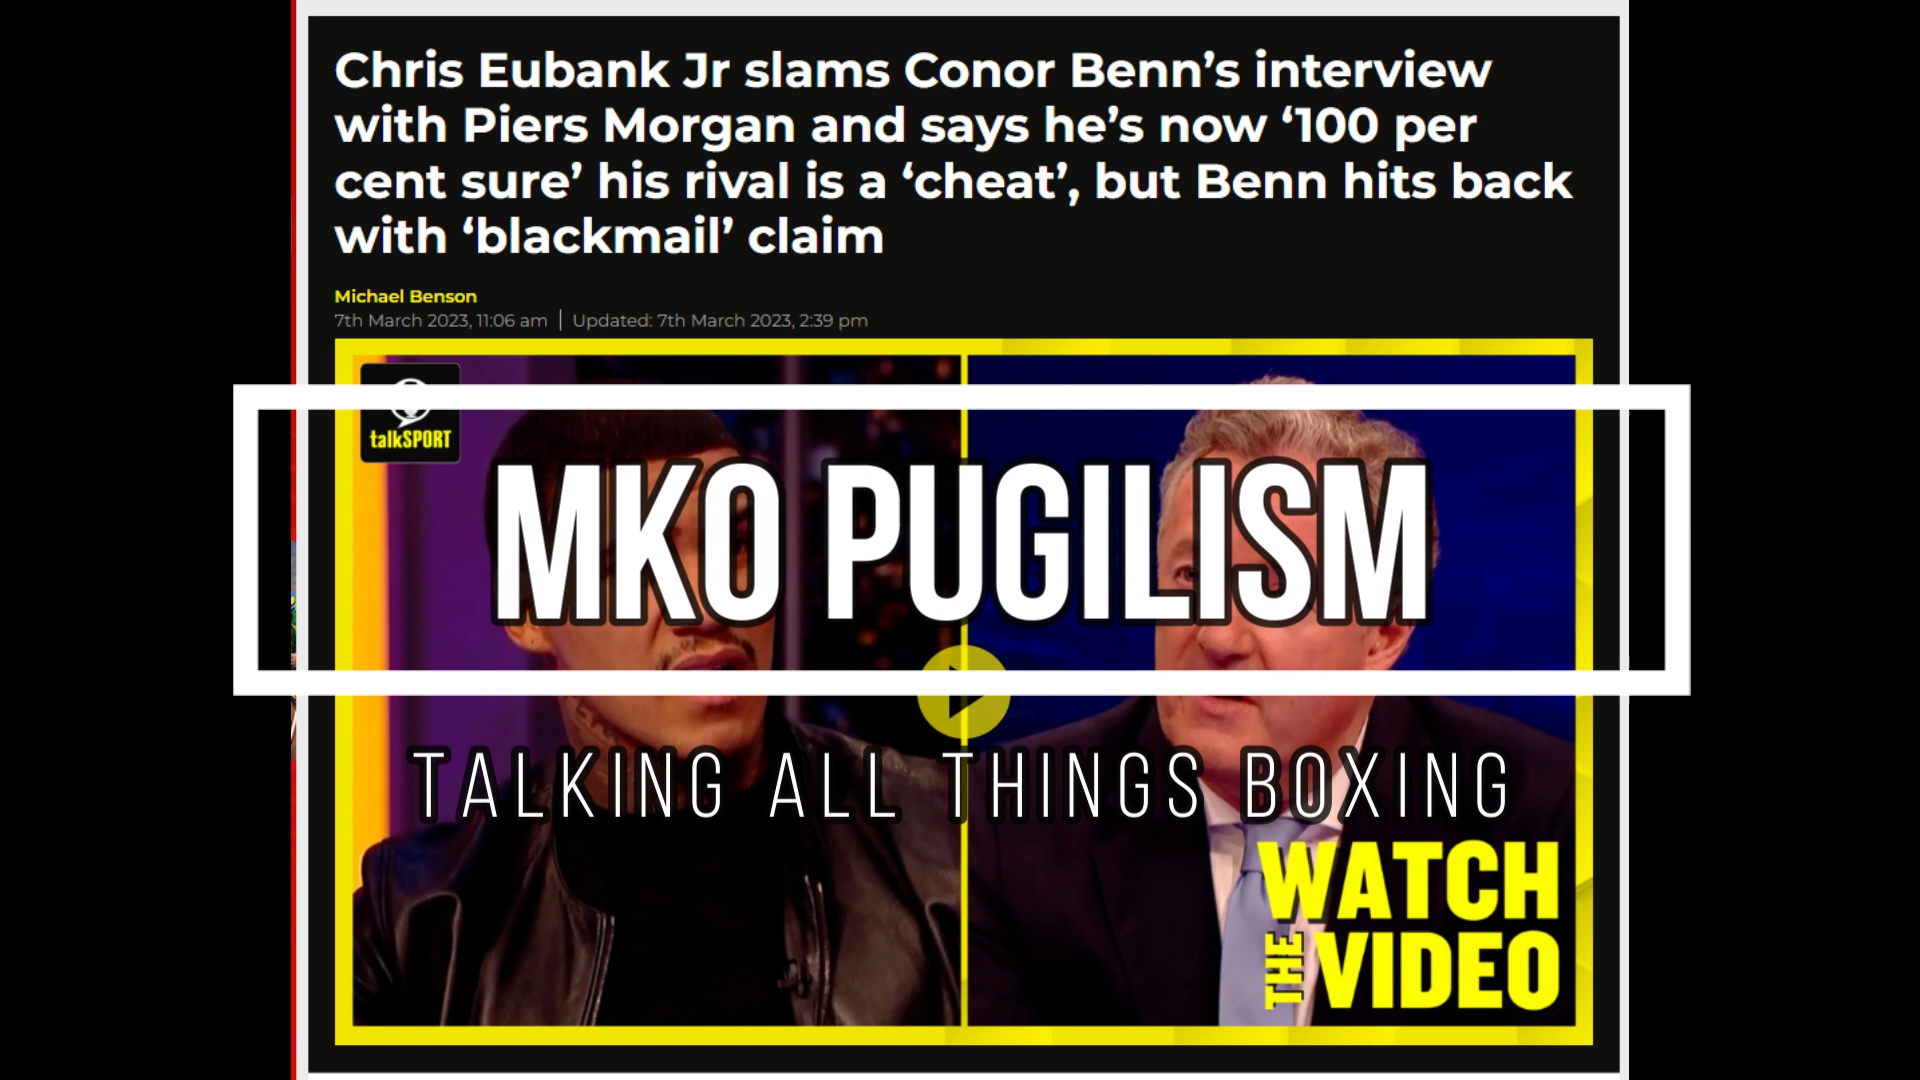 Chris Eubank Jr slams Conor Benn’s interview
with Piers Morgan and says he’s now ‘100 per
cent sure’ his rival is a ‘cheat’, but Benn hits back
with ‘blackmail’ claim
Michael Benson
7th March 2023, 11:06 am | Updated: 7th March 2023, 2:39 pm
talkSPORT
MKO PUGILISM
TALKING ALL THINGS BOXING
WATCH
THE VIDEO